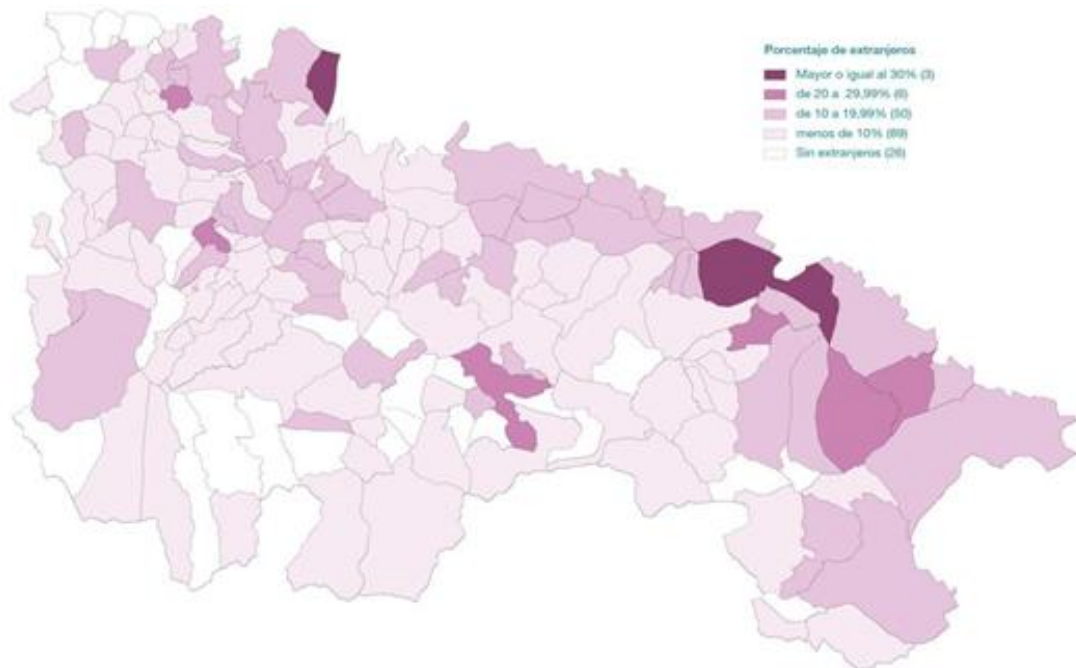 Porcentaje de extranjeros
Mayor o igual al 30% (3)
de 20 a 29,99% (6)
de 10 a 19,99% (50)
menos de 10% (89)
Sin extranjeros (26)